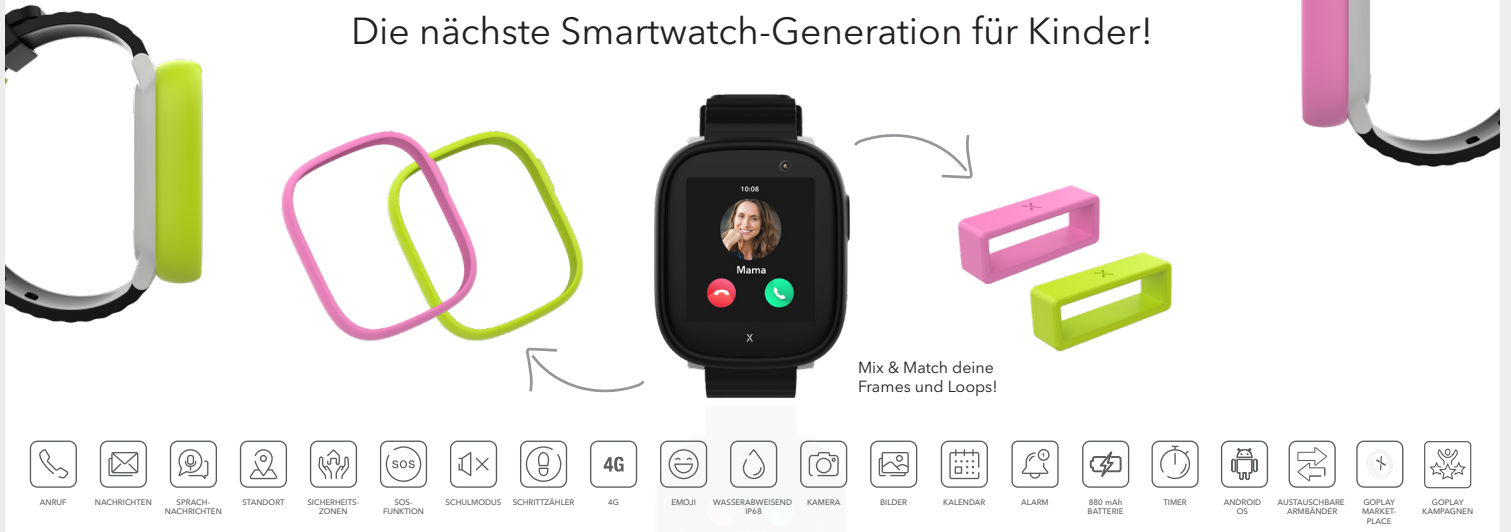 Die nächste Smartwatch-Generation für Kinder!
10:08
Mama
X
Mix & Match deine
Frames und Loops!
SOS
4G
ANRUF
NACHRICHTEN
SPRACH-
NACHRICHTEN
STANDORT
SICHERHEITS-
ZONEN
SOS-
FUNKTION
SCHULMODUS
SCHRITTZÄHLER
4G
EMOJI
WASSERABWEISEND
IP68
KAMERA
BILDER
KALENDAR
ALARM
880 mAh
BATTERIE
TIMER
ANDROID
OS
AUSTAUSCHBARE
ARMBÄNDER
GOPLAY
MARKET-
PLACE
GOPLAY
KAMPAGNEN